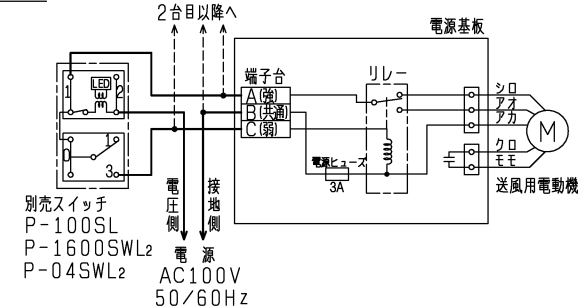 2台目以降へ
電源基板
端子台
リレー
LED
1
2
A(強)
B(共通)
C(弱)
シロ
アオ
アカ
M
クロ
モモ
0
1
3
電源ヒューズ
3A
送風用電動機
別売スイッチ
P-100SL
P-1600SWL2
P-04SWL2
電圧側
接地側
電源
AC100V
50/60Hz